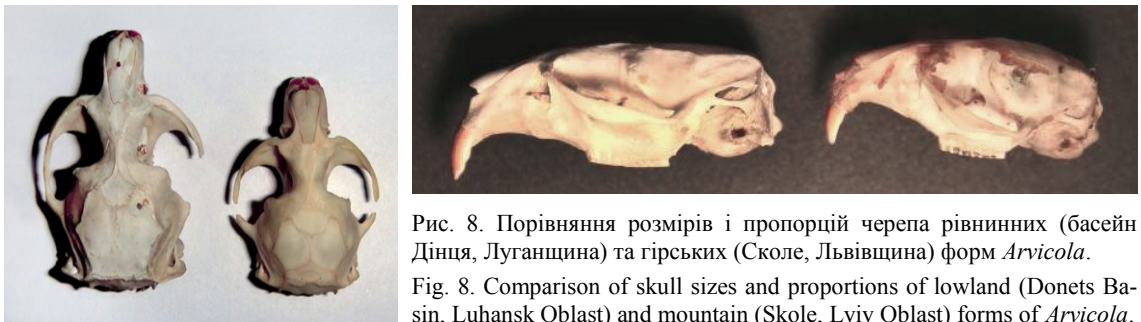 Рис. 8. Порівняння розмірів і пропорцій черепа рівнинних (басейн
Дінця, Луганщина) та гірських (Сколе, Львівщина) форм Arvicola.
Fig. 8. Comparison of skull sizes and proportions of lowland (Donets Ba-
sin, Luhansk Oblast) and mountain (Skole, Lviv Oblast) forms of Arvicola.